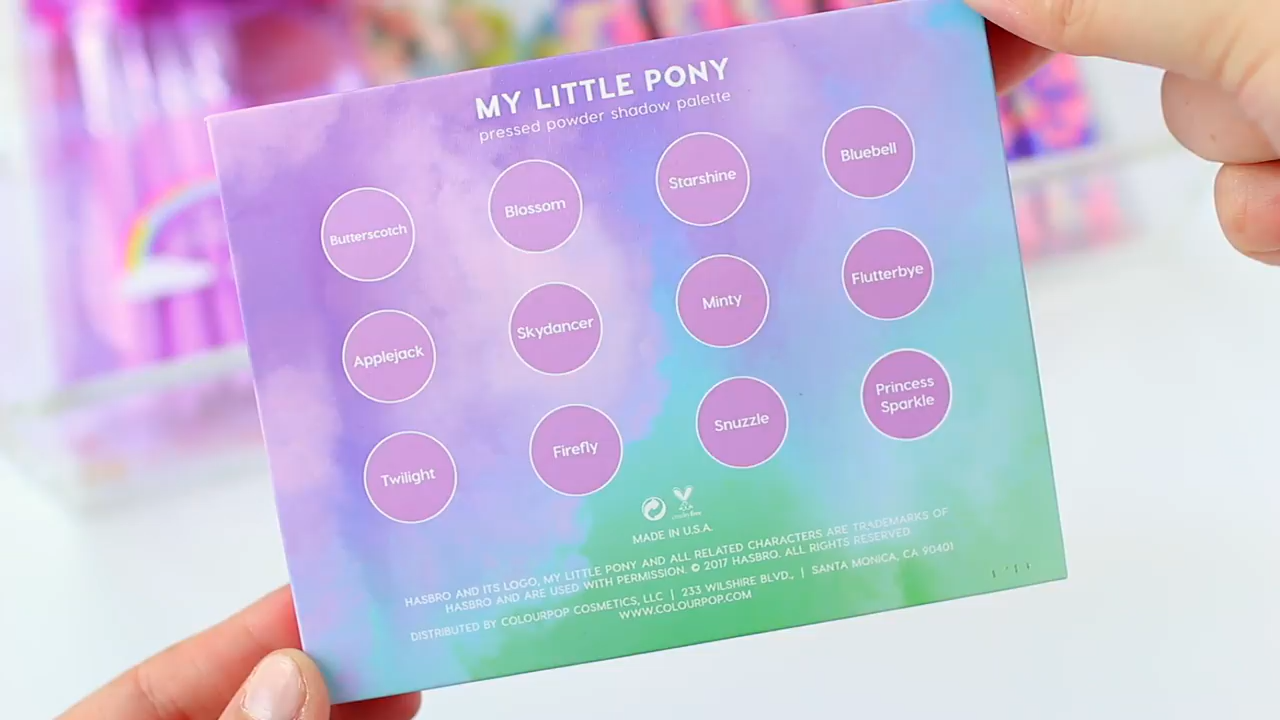 MY LITTLE PONY
pressed powder shadow palette
Butterscotch
Blossom
Starshine
Bluebell
Applejack
Skydancer
Minty
Flutterbye
Twilight
Firefly
Snuzzle
Princess
Sparkle
MADE IN U.S.A.
HASBRO AND ITS LOGO, MY LITTLE PONY AND ALL RELATED CHARACTERS ARE TRADEMARKS OF
HASBRO AND ARE USED WITH PERMISSION. © 2017 HASBRO. ALL RIGHTS RESERVED
DISTRIBUTED BY COLOURPOP COSMETICS, LLC | 233 WILSHIRE BLVD., | SANTA MONICA, CA 90401
WWW.COLOURPOP.COM